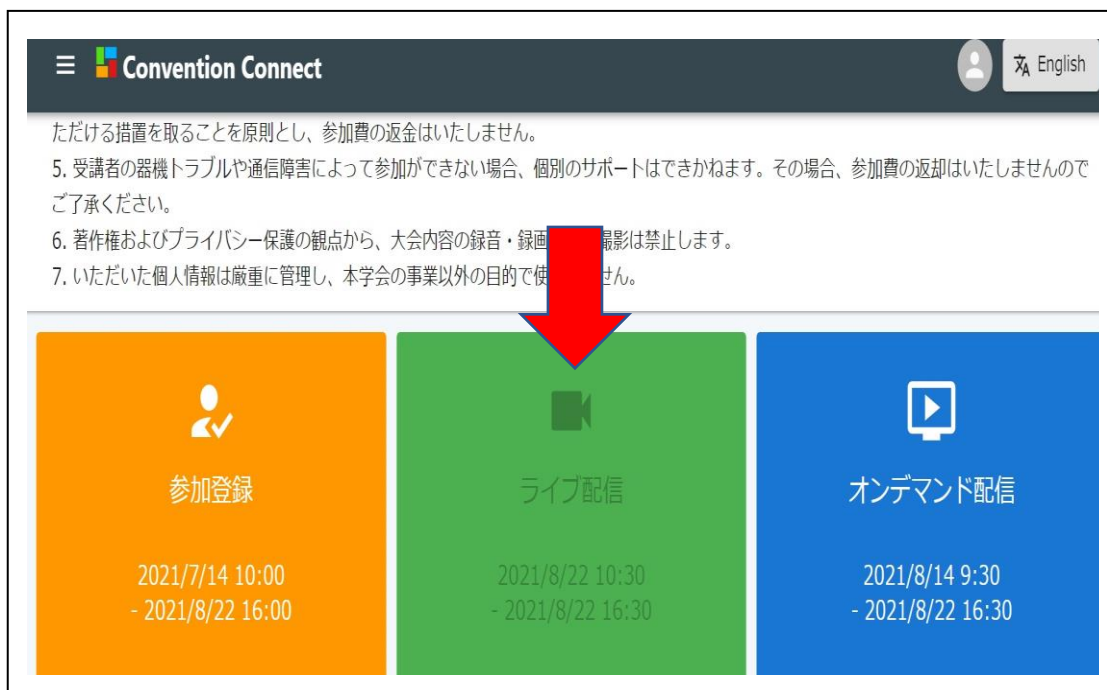 ≡ Convention Connect
English
ただける措置を取ることを原則とし、参加費の返金はいたしません。
5. 受講者の器機トラブルや通信障害によって参加ができない場合、個別のサポートはできかねます。その場合、参加費の返却はいたしませんので
ご了承ください。
6. 著作権およびプライバシー保護の観点から、大会内容の録音・録画 撮影は禁止します。
7. いただいた個人情報は厳重に管理し、本学会の事業以外の目的で使 せん。
参加登録
2021/7/14 10:00
- 2021/8/22 16:00
ライブ配信
2021/8/22 10:30
- 2021/8/22 16:30
オンデマンド配信
2021/8/14 9:30
- 2021/8/22 16:30